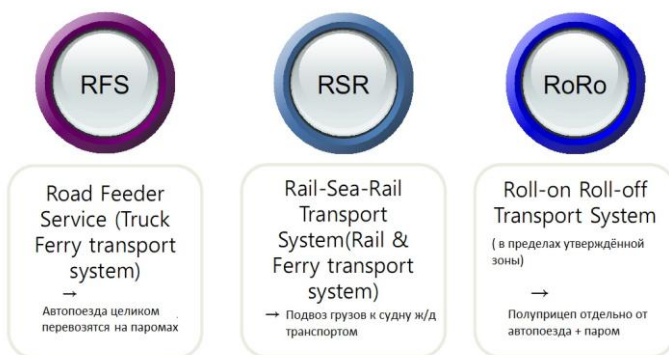 RFS
RSR
RoRo
Road Feeder
Service (Truck
Ferry transport
system)
→
Автопоезда целиком
перевозятся на паромах
Rail-Sea-Rail
Transport
System(Rail &
Ferry transport
system)
→ Подвоз грузов к судну ж/д
транспортом
Roll-on Roll-off
Transport System
( в пределах утверждённой
зоны)
→
Полуприцеп отдельно от
автопоезда + паром